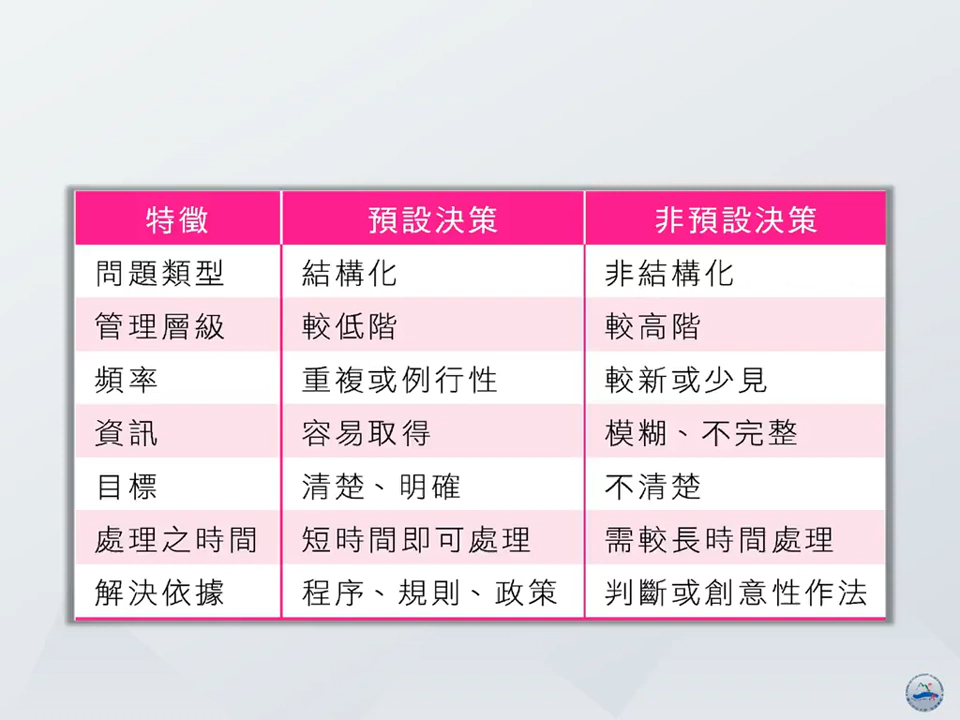 特徵 預設決策 非預設決策
問題類型 結構化 非結構化
管理層級 較低階 較高階
頻率 重複或例行性 較新或少見
資訊 容易取得 模糊、不完整
目標 清楚、明確 不清楚
處理之時間 短時間即可處理 需較長時間處理
解決依據 程序、規則、政策 判斷或創意性作法